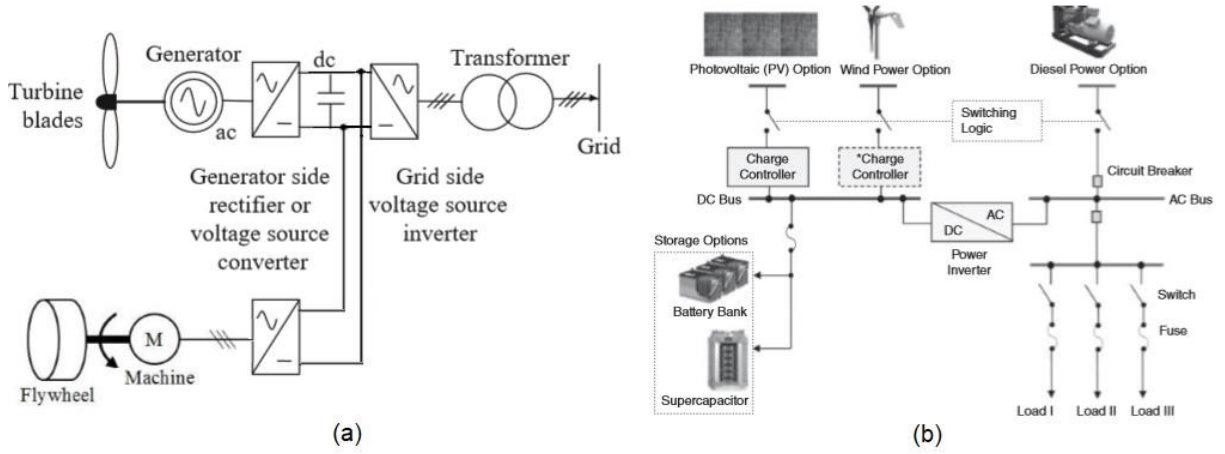 Generator
dc
Transformer
Turbine
blades
ac
Grid
Generator side
rectifier or
voltage source
converter
Grid side
voltage source
inverter
M
Machine
Flywheel
(a)
Photovoltaic (PV) Option
Wind Power Option
Diesel Power Option
Switching
Logic
Charge
Controller
*Charge
Controller
Circuit Breaker
DC Bus
AC
DC
AC Bus
Power
Inverter
Storage Options
Battery Bank
Supercapacitor
Switch
Fuse
Load I
Load II
Load III
(b)